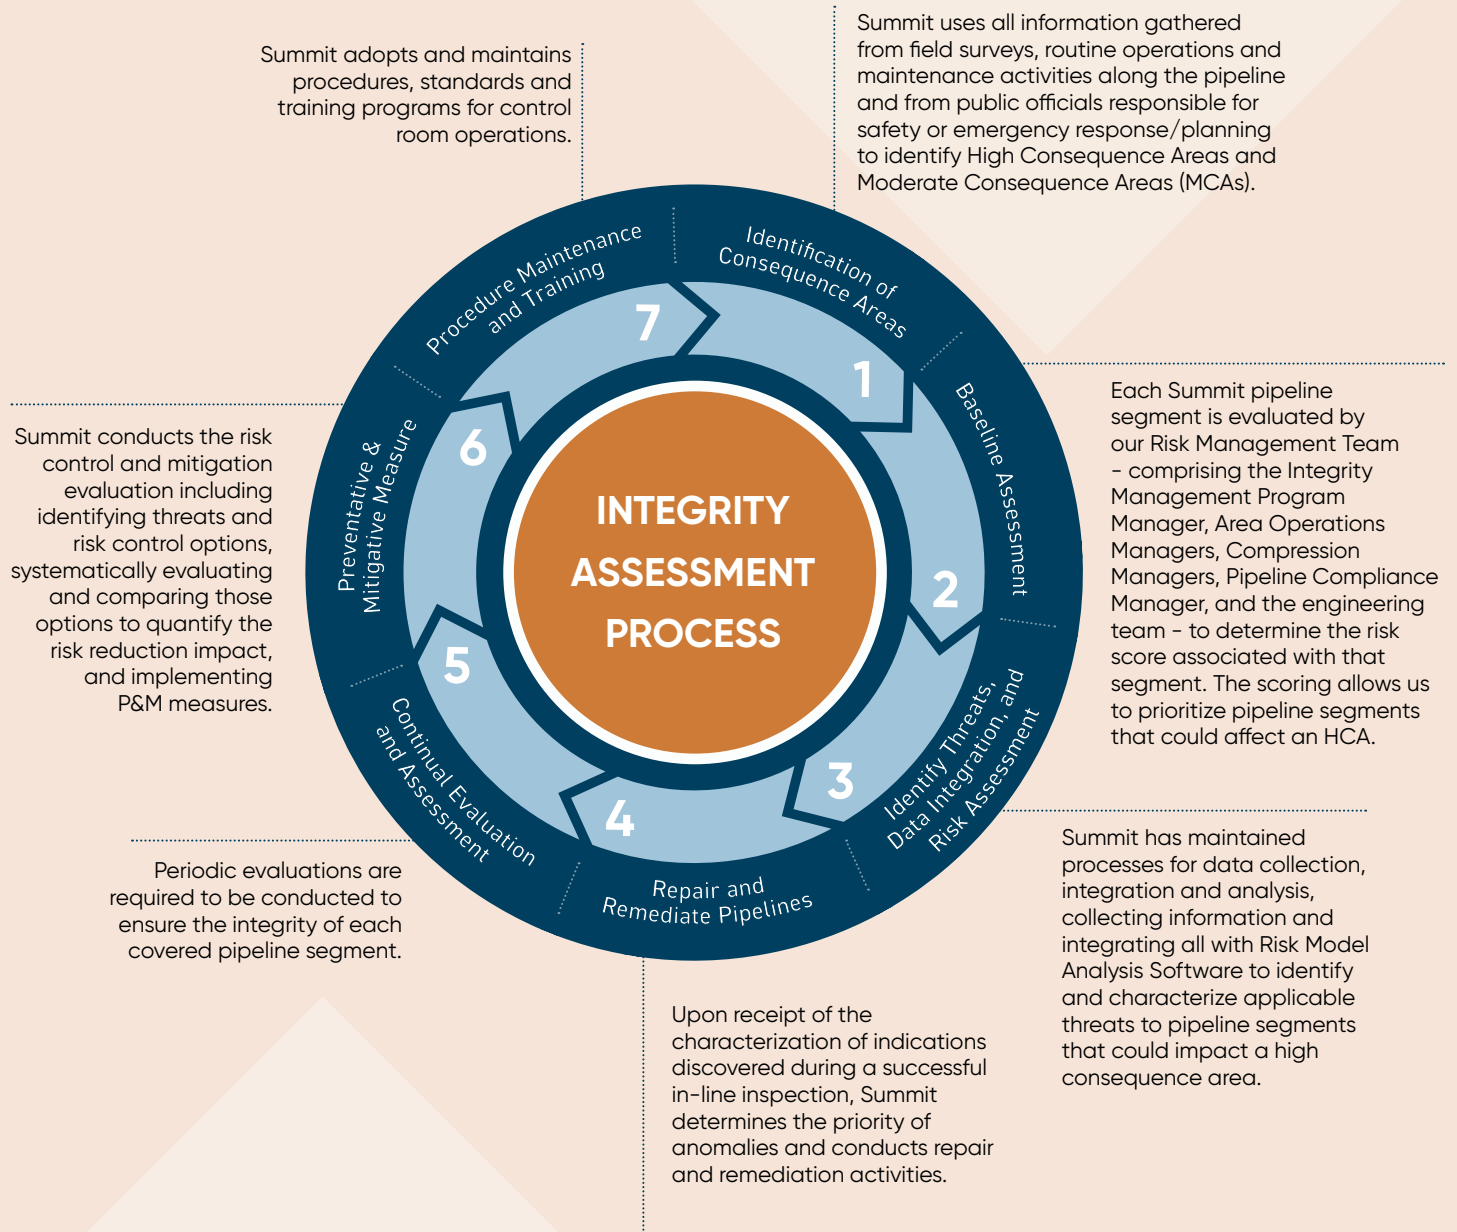 Summit adopts and maintains
procedures, standards and
training programs for control
room operations.
Summit uses all information gathered
from field surveys, routine operations and
maintenance activities along the pipeline
and from public officials responsible for
safety or emergency response/planning
to identify High Consequence Areas and
Moderate Consequence Areas (MCAs).
INTEGRITY
ASSESSMENT
PROCESS
1
Identification of
Consequence Areas
2
Baseline Assessment
Each Summit pipeline
segment is evaluated by
our Risk Management Team
- comprising the Integrity
Management Program
Manager, Area Operations
Managers, Compression
Managers, Pipeline Compliance
Manager, and the engineering
team - to determine the risk
score associated with that
segment. The scoring allows us
to prioritize pipeline segments
that could affect an HCA.
3
Identify Threats,
Data Integration, and
Risk Assessment
Summit has maintained
processes for data collection,
integration and analysis,
collecting information and
integrating all with Risk Model
Analysis Software to identify
and characterize applicable
threats to pipeline segments
that could impact a high
consequence area.
4
Repair and
Remediate Pipelines
Upon receipt of the
characterization of indications
discovered during a successful
in-line inspection, Summit
determines the priority of
anomalies and conducts repair
and remediation activities.
5
Continual Evaluation
and Assessment
Periodic evaluations are
required to be conducted to
ensure the integrity of each
covered pipeline segment.
6
Preventative &
Mitigative Measure
Summit conducts the risk
control and mitigation
evaluation including
identifying threats and
risk control options,
systematically evaluating
and comparing those
options to quantify the
risk reduction impact,
and implementing
P&M measures.
7
Procedure Maintenance
and Training